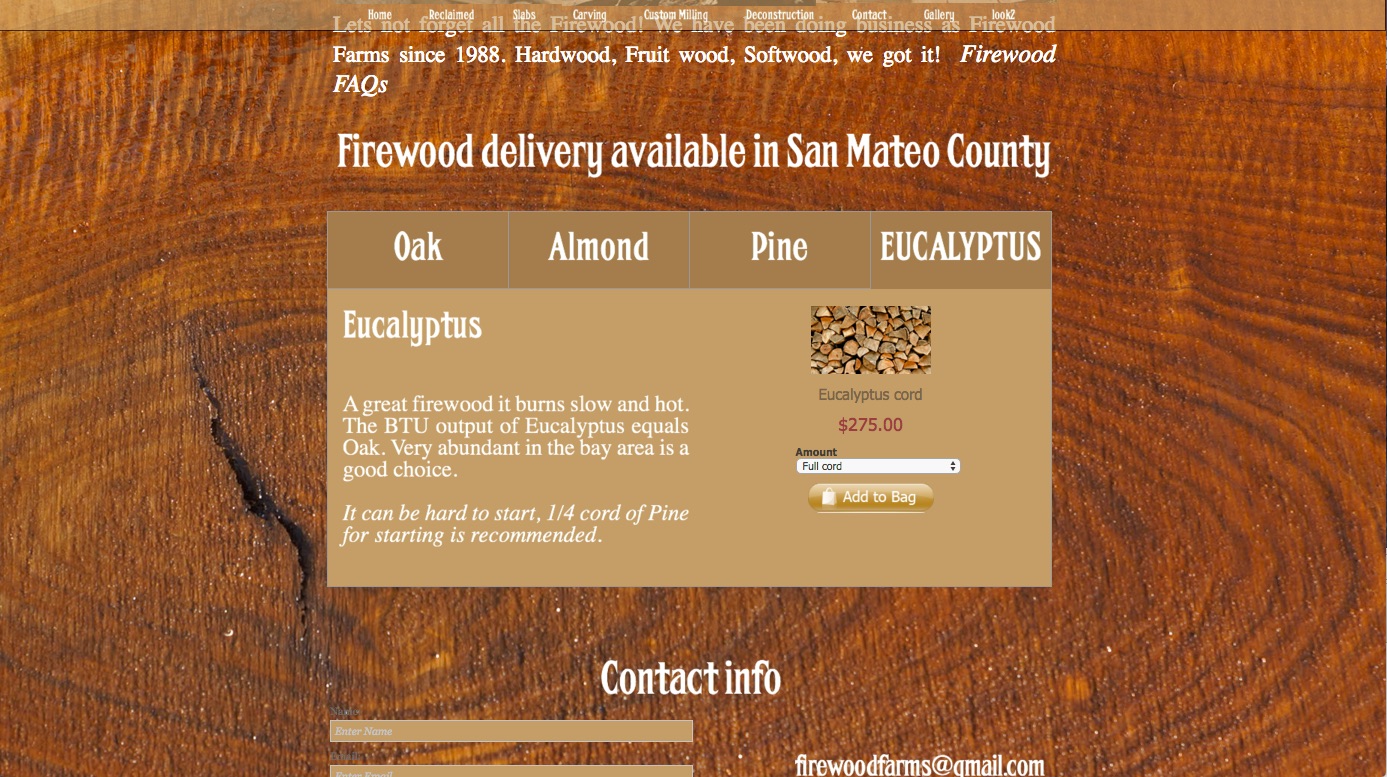 Home Reclaimed Slabs Carving Custom Milling Deconstruction Contact Gallery look2
Lets not forget all the Firewood! We have been doing business as Firewood
Farms since 1988. Hardwood, Fruit wood, Softwood, we got it! Firewood
FAQs
Firewood delivery available in San Mateo County
Oak Almond Pine EUCALYPTUS
Eucalyptus
A great firewood it burns slow and hot.
The BTU output of Eucalyptus equals
Oak. Very abundant in the bay area is a
good choice.
It can be hard to start, 1/4 cord of Pine
for starting is recommended.
Eucalyptus cord
$275.00
Amount
Full cord
Add to Bag
Contact info
Name
Enter Name
Email
Enter Email
firewoodfarms@gmail.com